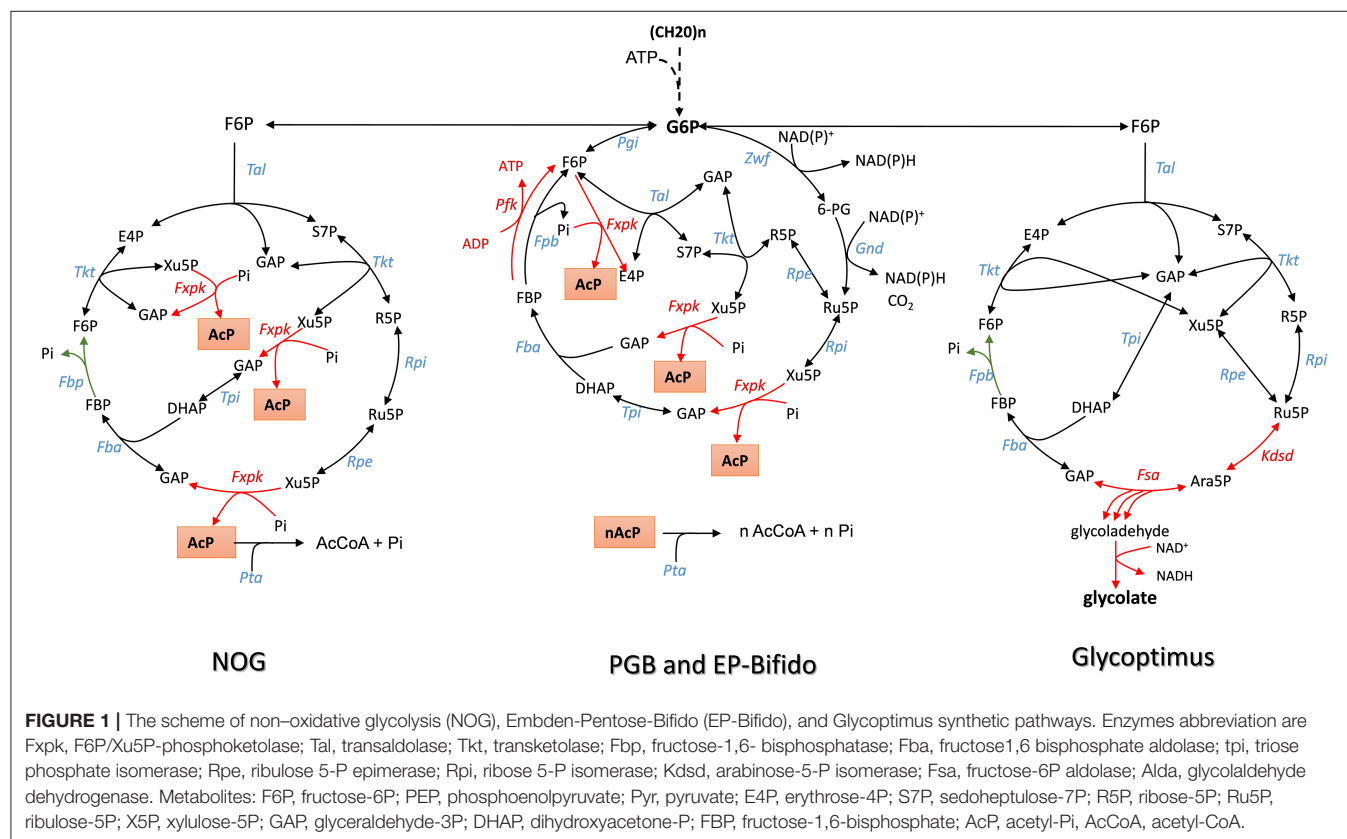 (CH20)n
ATP
F6P
G6P
F6P
Tal
Pgi
Zwf
NAD(P)+
NAD(P)H
Tal
ATP
F6P
GAP
Tal
6-PG
NAD(P)+
Pfk
ADP
Fpb
Pi
Fxpk
E4P
S7P
Tkt
R5P
Gnd
NAD(P)H
CO2
Rpe
AcP
FBP
Xu5P
Ru5P
Fxpk
GAP
Pi
Fba
AcP
Rpi
DHAP
Tpi
GAP
Fxpk
Xu5P
Pi
AcP
nAcP
n AcCoA + n Pi
Pta
E4P
S7P
GAP
Tkt
Xu5P
Pi
Fxpk
GAP
AcP
Tkt
F6P
Pi
Fbp
FBP
Fxpk
Xu5P
R5P
GAP
Pi
Tpi
AcP
DHAP
Rpi
Ru5P
Fba
GAP
Fxpk
Xu5P
Rpe
Pi
AcP
AcCoA + Pi
Pta
E4P
S7P
Tkt
GAP
Tkt
F6P
Xu5P
R5P
Pi
Fpb
Tpi
Rpe
Rpi
FBP
DHAP
Ru5P
Fba
Kdsd
GAP
Fsa
Ara5P
glycoladehyde
NAD+
NADH
glycolate
NOG
PGB and EP-Bifido
Glycoptimus
FIGURE 1 | The scheme of non–oxidative glycolysis (NOG), Embden-Pentose-Bifido (EP-Bifido), and Glycoptimus synthetic pathways. Enzymes abbreviation are
Fxpk, F6P/Xu5P-phosphoketolase; Tal, transaldolase; Tkt, transketolase; Fbp, fructose-1,6- bisphosphatase; Fba, fructose1,6 bisphosphate aldolase; tpi, triose
phosphate isomerase; Rpe, ribulose 5-P epimerase; Rpi, ribose 5-P isomerase; Kdsd, arabinose-5-P isomerase; Fsa, fructose-6P aldolase; Alda, glycolaldehyde
dehydrogenase. Metabolites: F6P, fructose-6P; PEP, phosphoenolpyruvate; Pyr, pyruvate; E4P, erythrose-4P; S7P, sedoheptulose-7P; R5P, ribose-5P; Ru5P,
ribulose-5P; X5P, xylulose-5P; GAP, glyceraldehyde-3P; DHAP, dihydroxyacetone-P; FBP, fructose-1,6-bisphosphate; AcP, acetyl-Pi, AcCoA, acetyl-CoA.